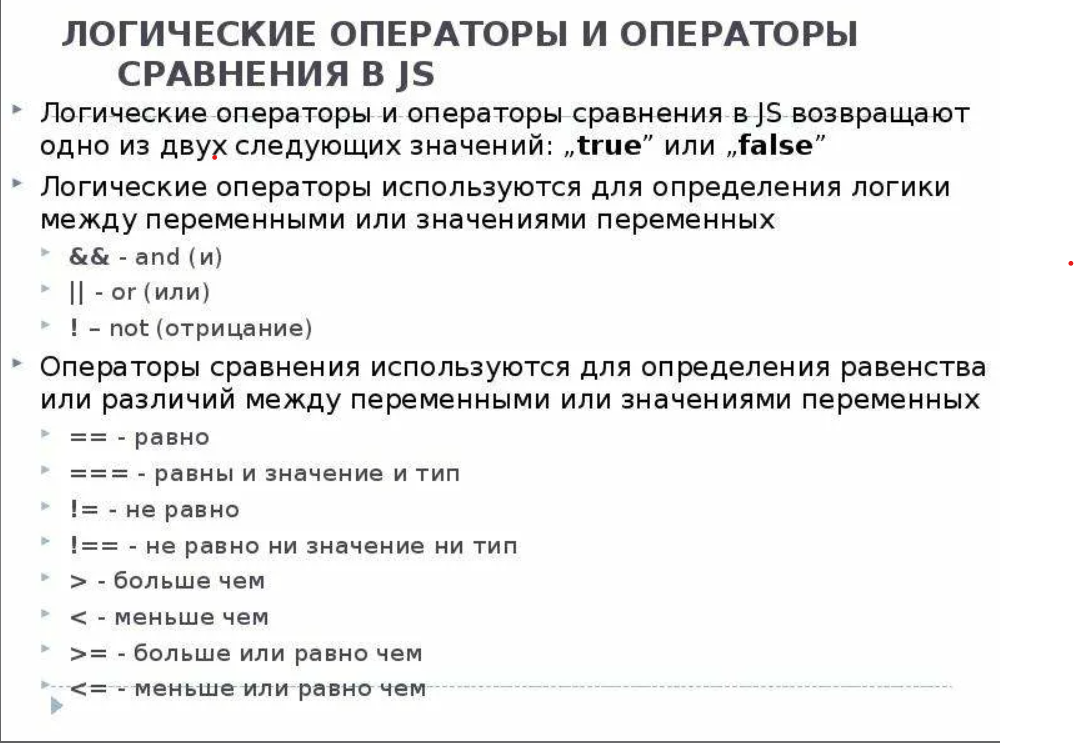 ЛОГИЧЕСКИЕ ОПЕРАТОРЫ И ОПЕРАТОРЫ
СРАВНЕНИЯ В JS
Логические операторы и операторы сравнения в JS возвращают
одно из двух следующих значений: „true” или „false”
Логические операторы используются для определения логики
между переменными или значениями переменных
&& - and (и)
|| - or (или)
! – not (отрицание)
Операторы сравнения используются для определения равенства
или различий между переменными или значениями переменных
== - равно
=== - равны и значение и тип
!= - не равно
!== - не равно ни значение ни тип
> - больше чем
< - меньше чем
>= - больше или равно чем
<= - меньше или равно чем